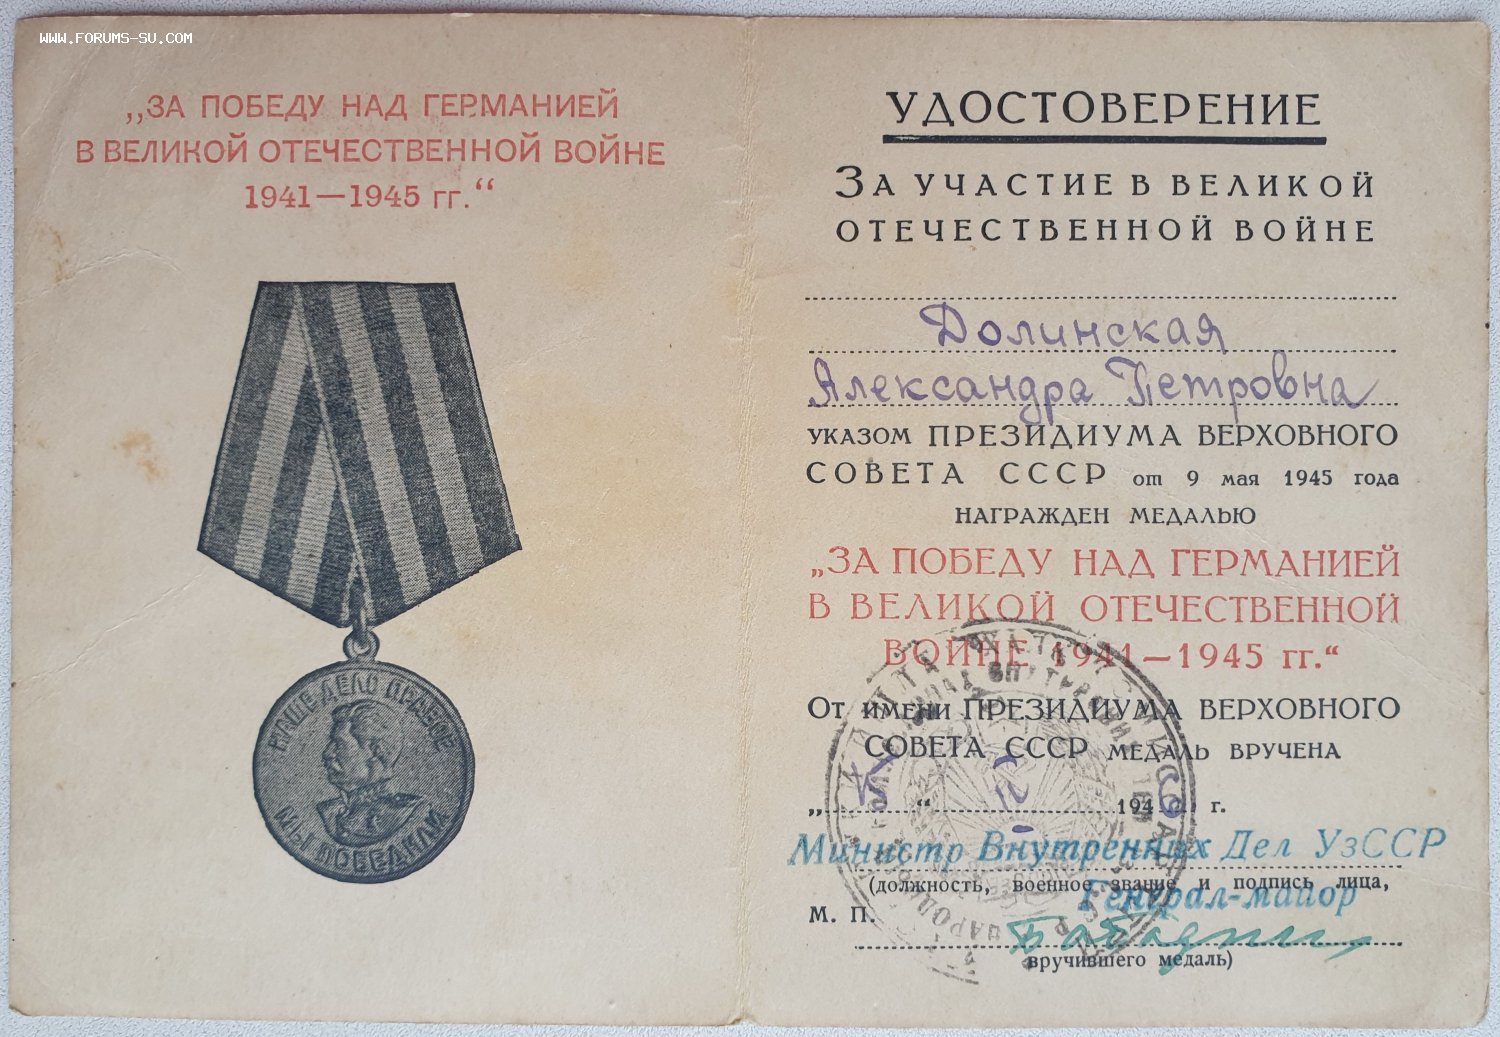 WWW.FORUMS-SU.COM
„ЗА ПОБЕДУ НАД ГЕРМАНИЕЙ
В ВЕЛИКОЙ ОТЕЧЕСТВЕННОЙ ВОЙНЕ
1941—1945 гг.“
НАШЕ ДЕЛО ПРАВОЕ
МЫ ПОБЕДИЛИ
УДОСТОВЕРЕНИЕ
ЗА УЧАСТИЕ В ВЕЛИКОЙ
ОТЕЧЕСТВЕННОЙ ВОЙНЕ
Долинская
Александра Петровна
УКАЗОМ ПРЕЗИДИУМА ВЕРХОВНОГО
СОВЕТА СССР от 9 мая 1945 года
НАГРАЖДЕН МЕДАЛЬЮ
„ЗА ПОБЕДУ НАД ГЕРМАНИЕЙ
В ВЕЛИКОЙ ОТЕЧЕСТВЕННОЙ
ВОЙНЕ 1941—1945 гг.“
ОТ ИМЕНИ ПРЕЗИДИУМА ВЕРХОВНОГО
СОВЕТА СССР МЕДАЛЬ ВРУЧЕНА
„ “ 1946 г.
Министр Внутренних Дел УзССР
(должность, военное звание и подпись лица,
Генерал-майор
М. П.
вручившего медаль)